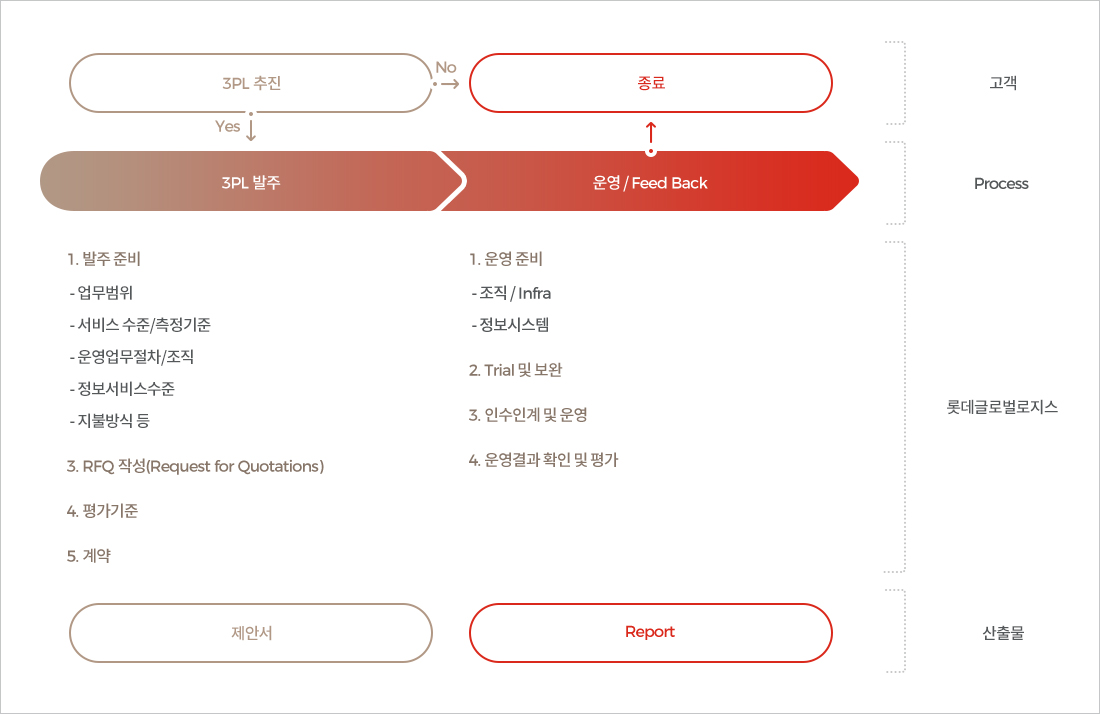 3PL 추진
No
종료
고객
Yes
3PL 발주
운영 / Feed Back
Process
1. 발주 준비
- 업무범위
- 서비스 수준/측정기준
- 운영업무절차/조직
- 정보서비스수준
- 지불방식 등
3. RFQ 작성(Request for Quotations)
4. 평가기준
5. 계약
1. 운영 준비
- 조직 / Infra
- 정보시스템
2. Trial 및 보완
3. 인수인계 및 운영
4. 운영결과 확인 및 평가
롯데글로벌로지스
제안서
Report
산출물